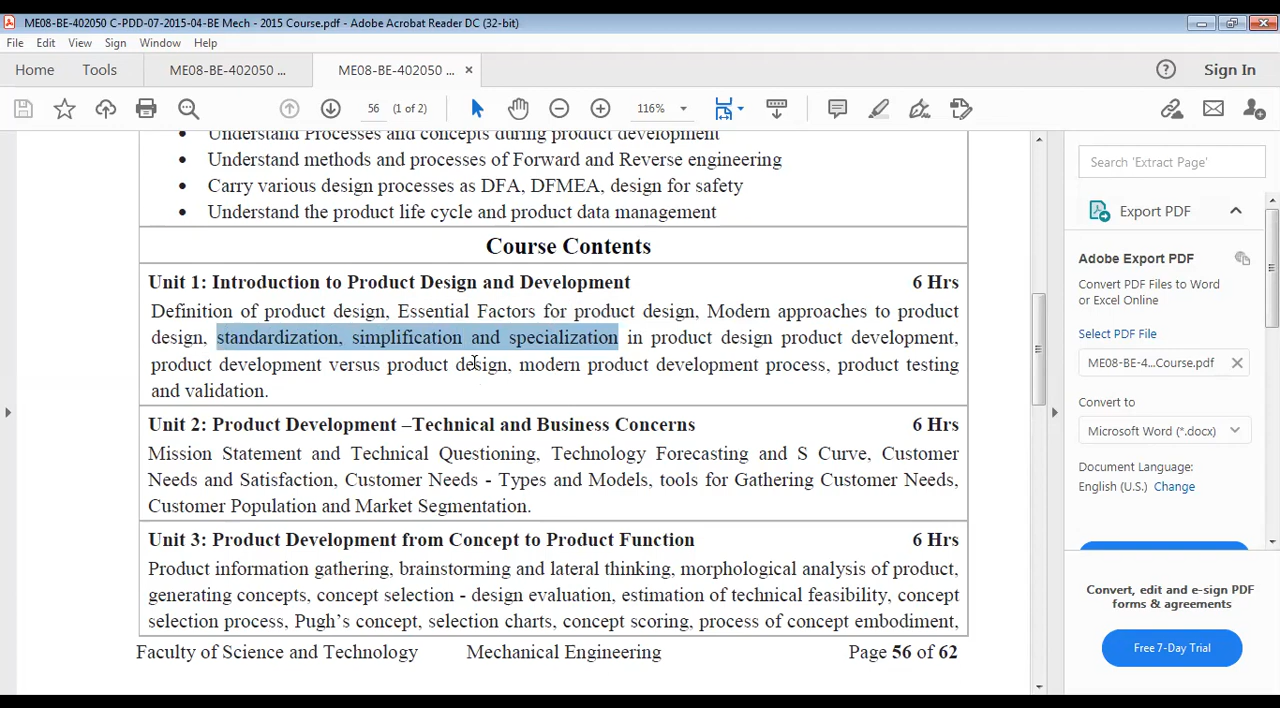 ME08-BE-402050 C-PDD-07-2015-04-BE Mech - 2015 Course.pdf - Adobe Acrobat Reader DC (32-bit)
File Edit View Sign Window Help
Home Tools ME08-BE-402050 ... ME08-BE-402050 ... × Sign In
56 (1 of 2) 116%
Understand Processes and concepts during product development
• Understand methods and processes of Forward and Reverse engineering
• Carry various design processes as DFA, DFMEA, design for safety
• Understand the product life cycle and product data management
Course Contents
Unit 1: Introduction to Product Design and Development 6 Hrs
Definition of product design, Essential Factors for product design, Modern approaches to product
design, standardization, simplification and specialization in product design product development,
product development versus product design, modern product development process, product testing
and validation.
Unit 2: Product Development –Technical and Business Concerns 6 Hrs
Mission Statement and Technical Questioning, Technology Forecasting and S Curve, Customer
Needs and Satisfaction, Customer Needs - Types and Models, tools for Gathering Customer Needs,
Customer Population and Market Segmentation.
Unit 3: Product Development from Concept to Product Function 6 Hrs
Product information gathering, brainstorming and lateral thinking, morphological analysis of product,
generating concepts, concept selection - design evaluation, estimation of technical feasibility, concept
selection process, Pugh's concept, selection charts, concept scoring, process of concept embodiment,
Faculty of Science and Technology Mechanical Engineering Page 56 of 62
Search 'Extract Page'
Export PDF
Adobe Export PDF
Convert PDF Files to Word
or Excel Online
Select PDF File
ME08-BE-4...Course.pdf
Convert to
Microsoft Word (*.docx)
Document Language:
English (U.S.) Change
Convert, edit and e-sign PDF
forms & agreements
Free 7-Day Trial